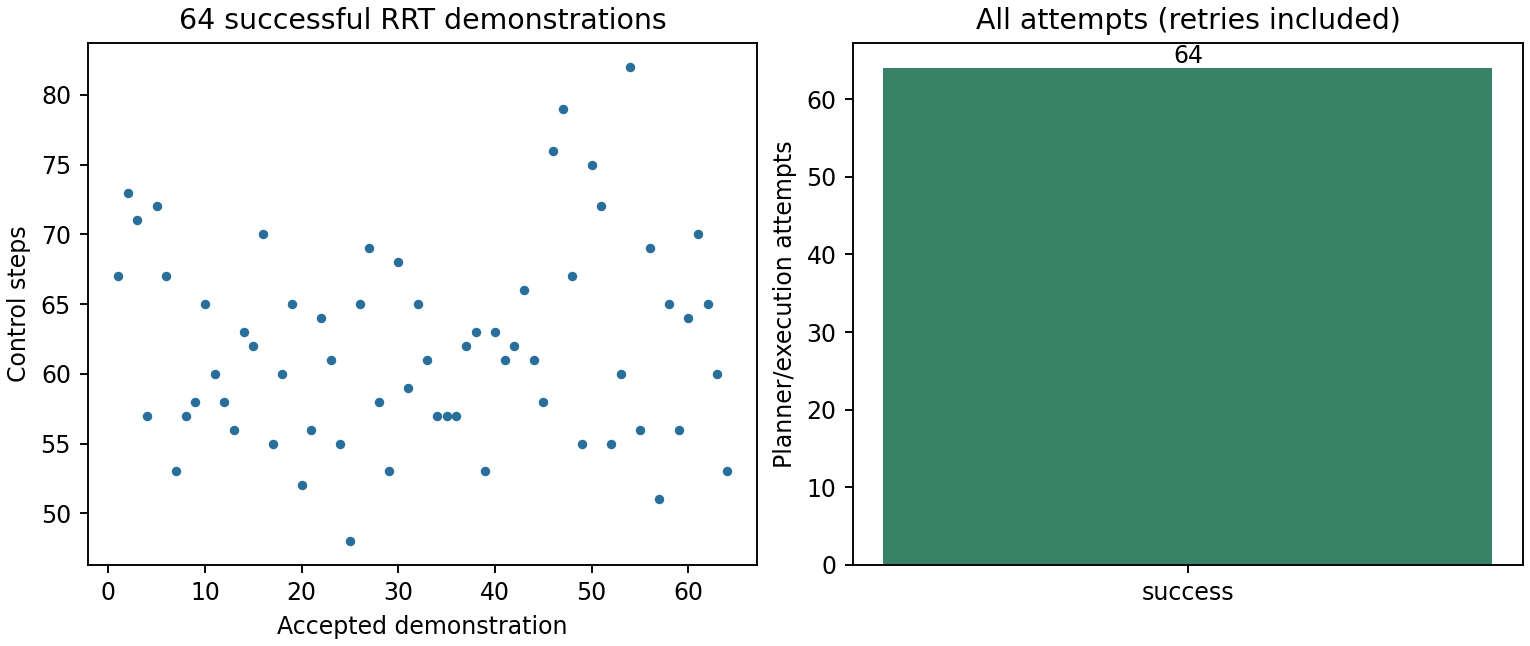 64 successful RRT demonstrations
Control steps
80
75
70
65
60
55
50
0 10 20 30 40 50 60
Accepted demonstration
All attempts (retries included)
64
Planner/execution attempts
60
50
40
30
20
10
0
success